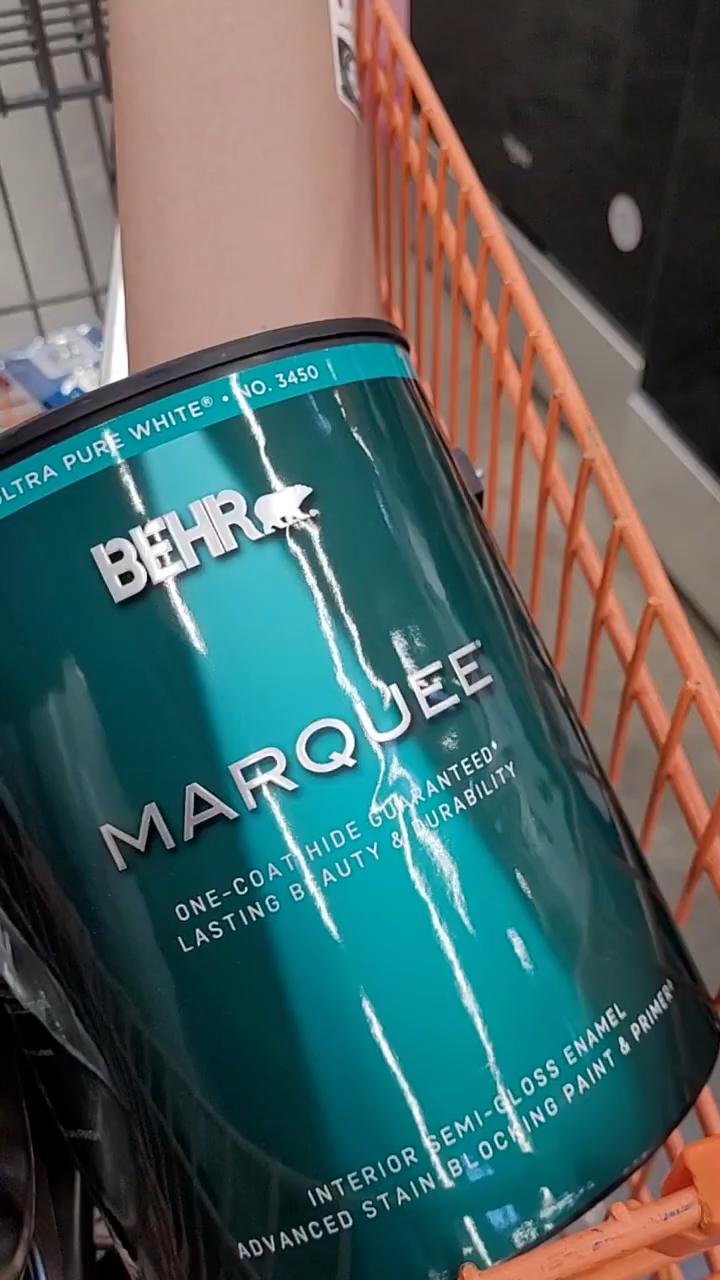 ULTRA PURE WHITE® • NO. 3450
BEHR
MARQUEE®
ONE-COAT HIDE GUARANTEED♦
LASTING BEAUTY & DURABILITY
INTERIOR SEMI-GLOSS ENAMEL
ADVANCED STAIN-BLOCKING PAINT & PRIMER♦